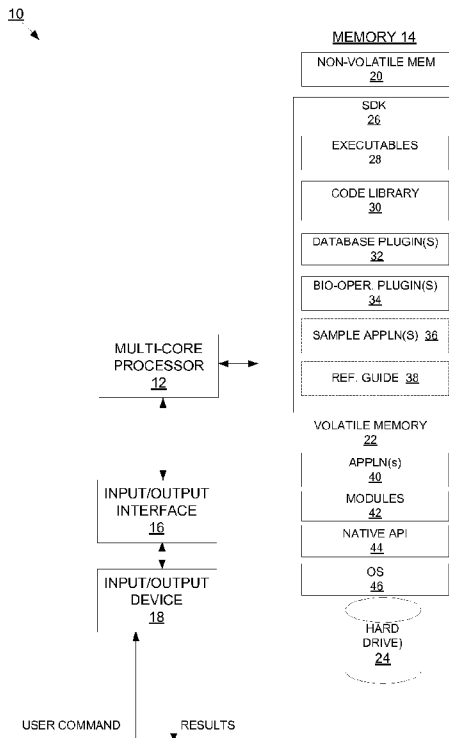 10
MEMORY 14
NON-VOLATILE MEM
20
SDK
26
EXECUTABLES
28
CODE LIBRARY
30
DATABASE PLUGIN(S)
32
BIO-OPER. PLUGIN(S)
34
SAMPLE APPLN(S) 36
REF. GUIDE 38
MULTI-CORE
PROCESSOR
12
VOLATILE MEMORY
22
APPLN(s)
40
MODULES
42
NATIVE API
44
OS
46
HARD
DRIVE)
24
INPUT/OUTPUT
INTERFACE
16
INPUT/OUTPUT
DEVICE
18
USER COMMAND
RESULTS